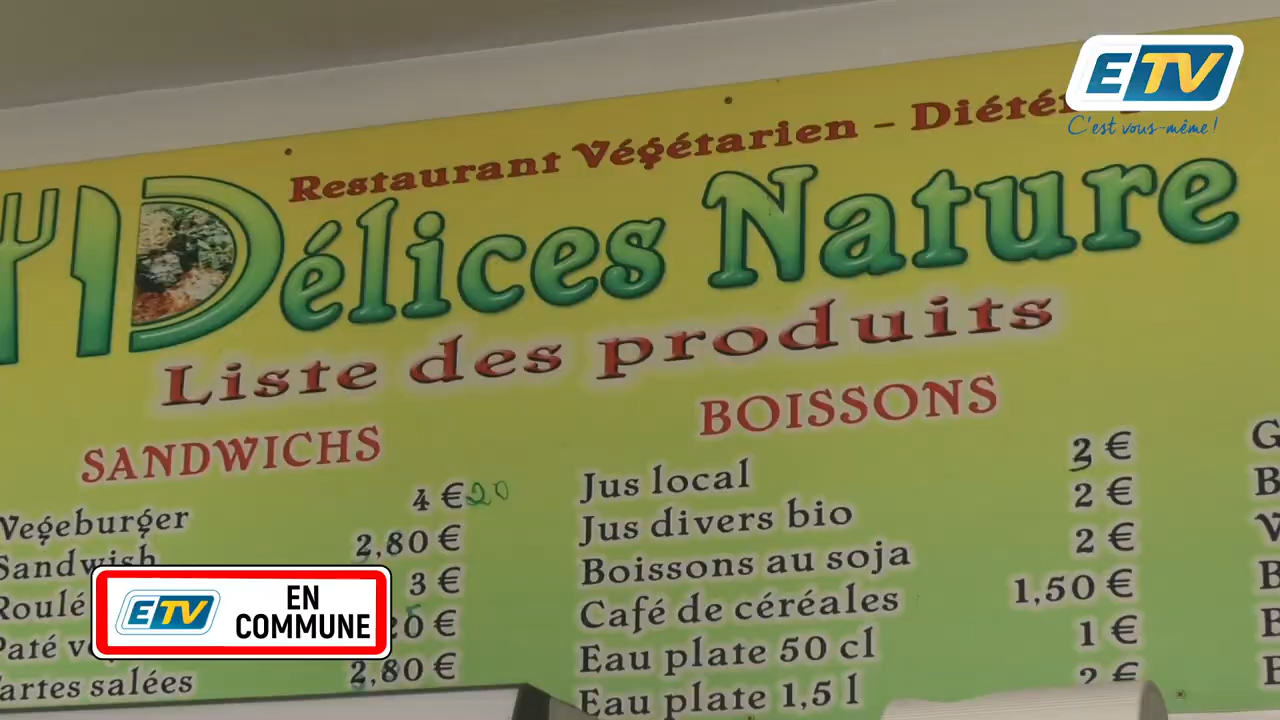 ETV
C'est vous-même !
Restaurant Végétarien - 
Délices Nature
Liste des produits
SANDWICHS
4 €20
Vegeburger
2,80 €
Sandwish
3 €
Roulé
€
Paté
2,80 €
salées
BOISSONS
Jus local 2 €
Jus divers bio 2 €
Boissons au soja 2 €
Café de céréales 1,50 €
Eau plate 50 cl 1 €
Eau plate 1,5 l 2 €
ETV EN
COMMUNE